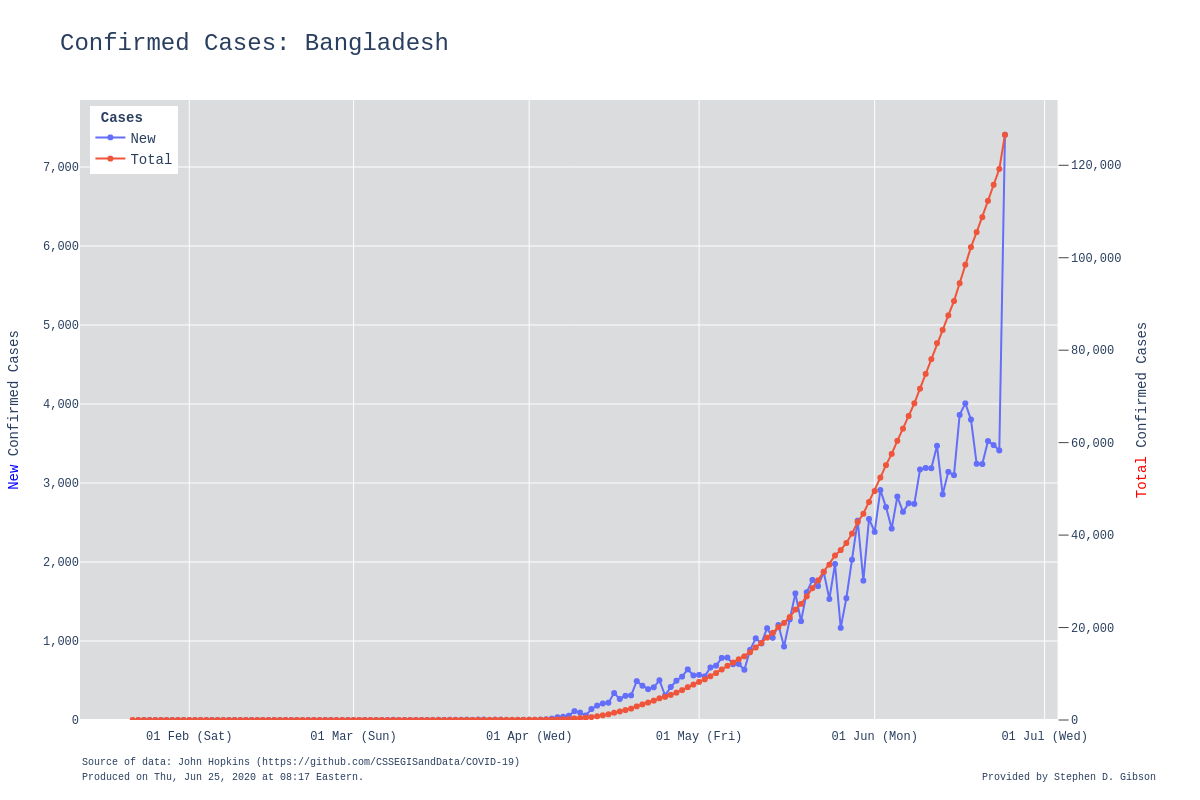 Confirmed Cases: Bangladesh
Cases
New
Total
7,000
6,000
5,000
4,000
3,000
2,000
1,000
0
New Confirmed Cases
120,000
100,000
80,000
60,000
40,000
20,000
0
Total Confirmed Cases
01 Feb (Sat)
01 Mar (Sun)
01 Apr (Wed)
01 May (Fri)
01 Jun (Mon)
01 Jul (Wed)
Source of data: John Hopkins (https://github.com/CSSEGISandData/COVID-19)
Produced on Thu, Jun 25, 2020 at 08:17 Eastern.
Provided by Stephen D. Gibson